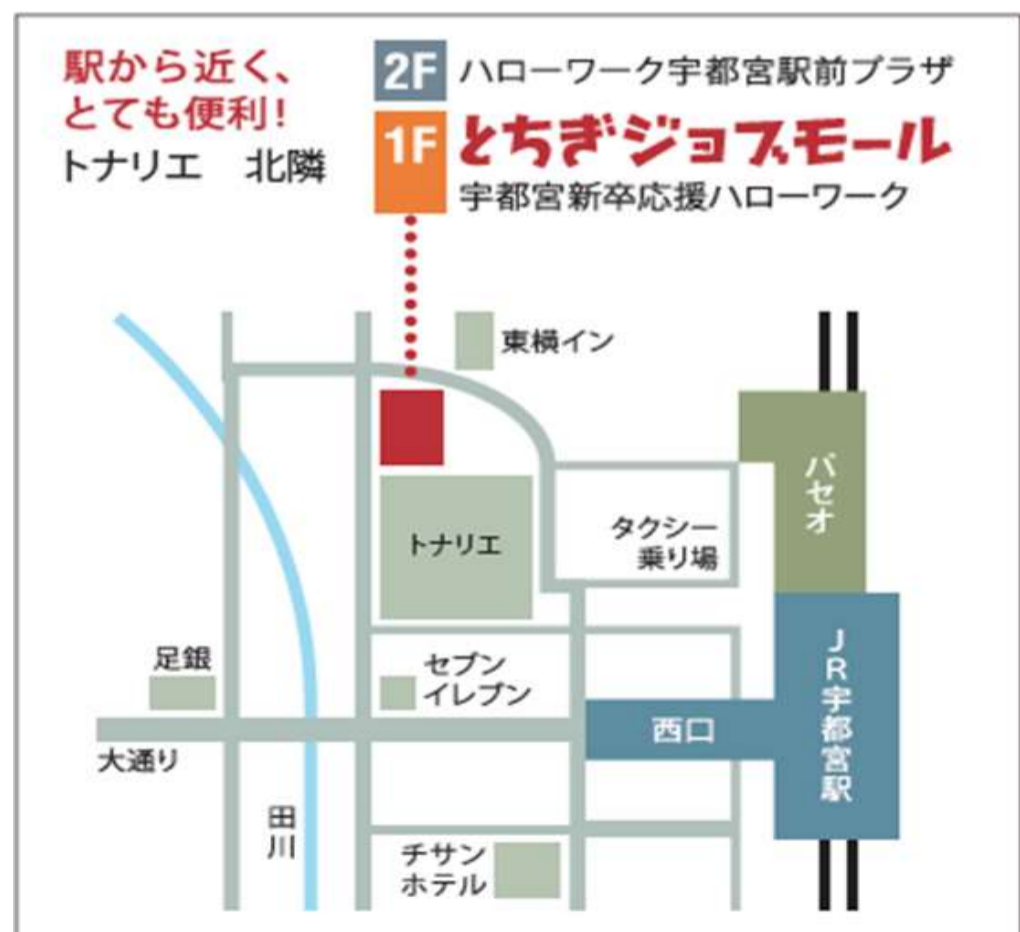 駅から近く、
とても便利！
トナリエ　北隣
2F ハローワーク宇都宮駅前プラザ
1F とちぎジョブモール
宇都宮新卒応援ハローワーク
東横イン
パセオ
トナリエ
タクシー
乗り場
足銀
セブン
イレブン
JR宇都宮駅
西口
大通り
田川
チサン
ホテル